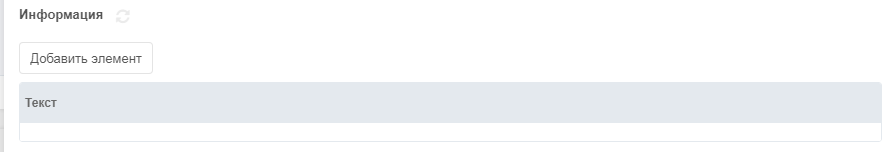 Информация
Добавить элемент
Текст